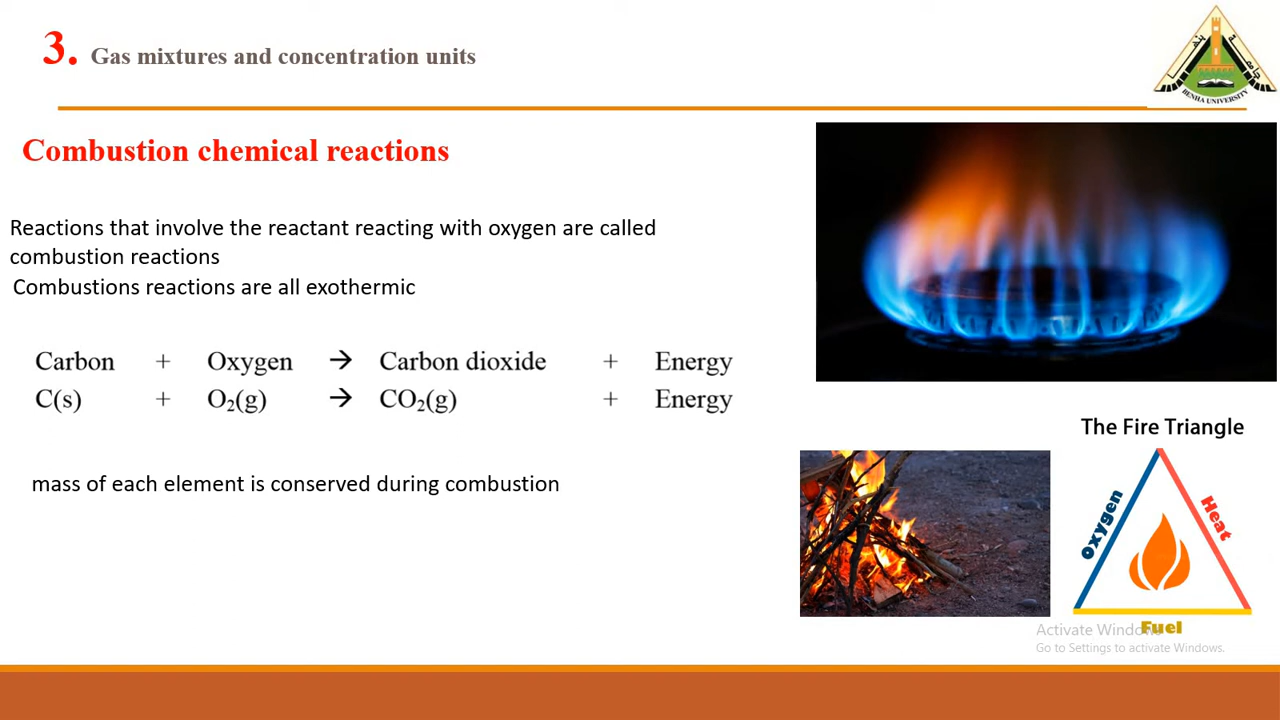 3. Gas mixtures and concentration units
BENHA UNIVERSITY
Combustion chemical reactions
Reactions that involve the reactant reacting with oxygen are called
combustion reactions
Combustions reactions are all exothermic
Carbon + Oxygen → Carbon dioxide + Energy
C(s) + O₂(g) → CO₂(g) + Energy
mass of each element is conserved during combustion
The Fire Triangle
Oxygen
Heat
Fuel
Activate Windows
Go to Settings to activate Windows.